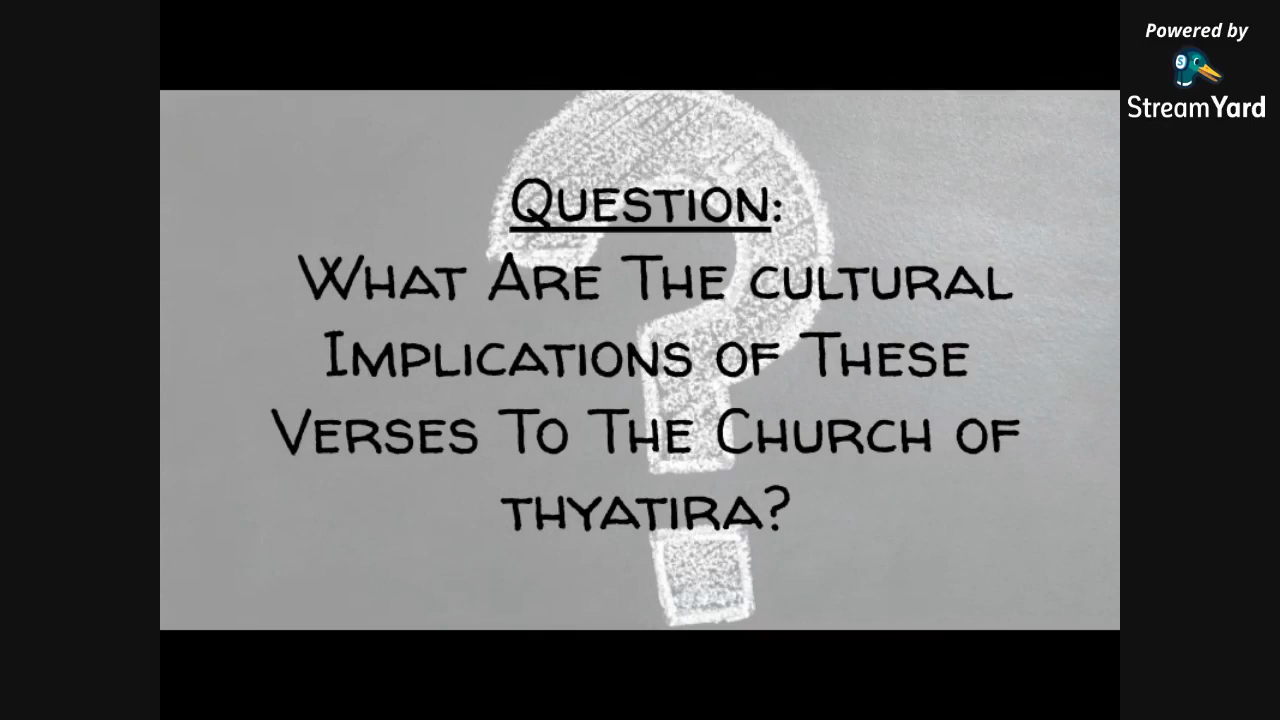 Powered by
StreamYard
Question:
What Are The cultural
Implications of These
Verses To The Church of
thyatira?